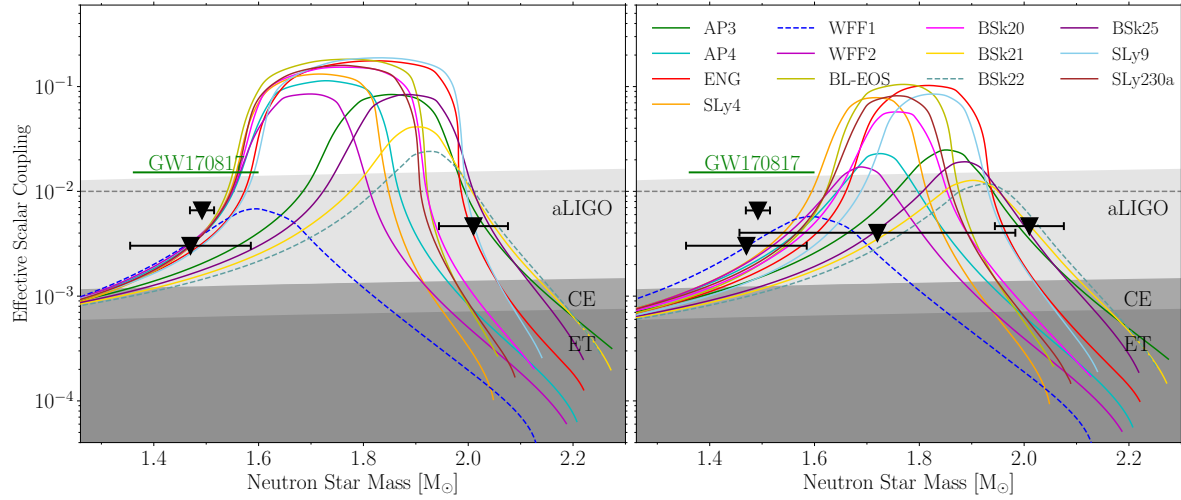 Effective Scalar Coupling
10⁻¹
10⁻²
10⁻³
10⁻⁴
GW170817
aLIGO
CE
ET
1.4 1.6 1.8 2.0 2.2
Neutron Star Mass [M⊙]
AP3 WFF1 BSk20 BSk25
AP4 WFF2 BSk21 SLy9
ENG BL-EOS BSk22 SLy230a
SLy4
GW170817
aLIGO
CE
ET
1.4 1.6 1.8 2.0 2.2
Neutron Star Mass [M⊙]